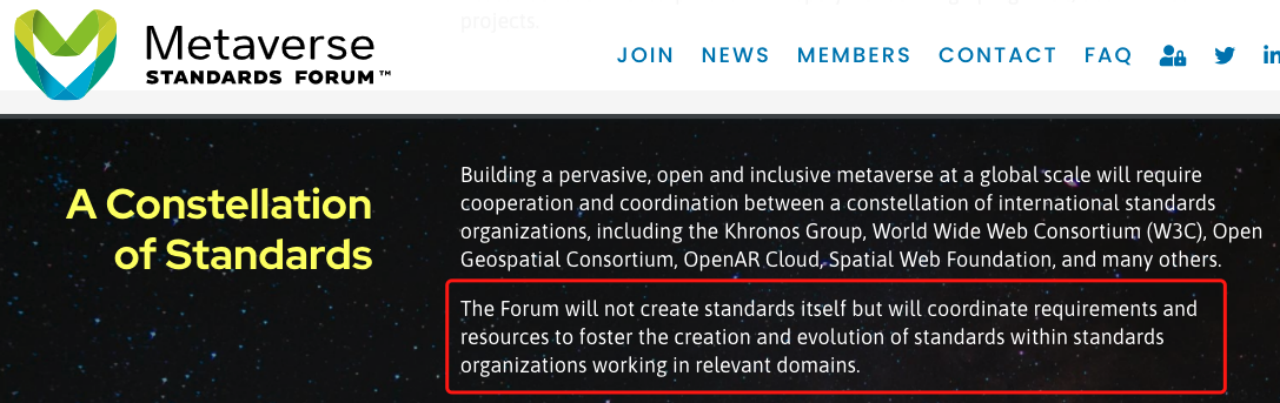 projects.
Metaverse
STANDARDS FORUM™
JOIN NEWS MEMBERS CONTACT FAQ in
A Constellation
of Standards
Building a pervasive, open and inclusive metaverse at a global scale will require
cooperation and coordination between a constellation of international standards
organizations, including the Khronos Group, World Wide Web Consortium (W3C), Open
Geospatial Consortium, OpenAR Cloud, Spatial Web Foundation, and many others.
The Forum will not create standards itself but will coordinate requirements and
resources to foster the creation and evolution of standards within standards
organizations working in relevant domains.